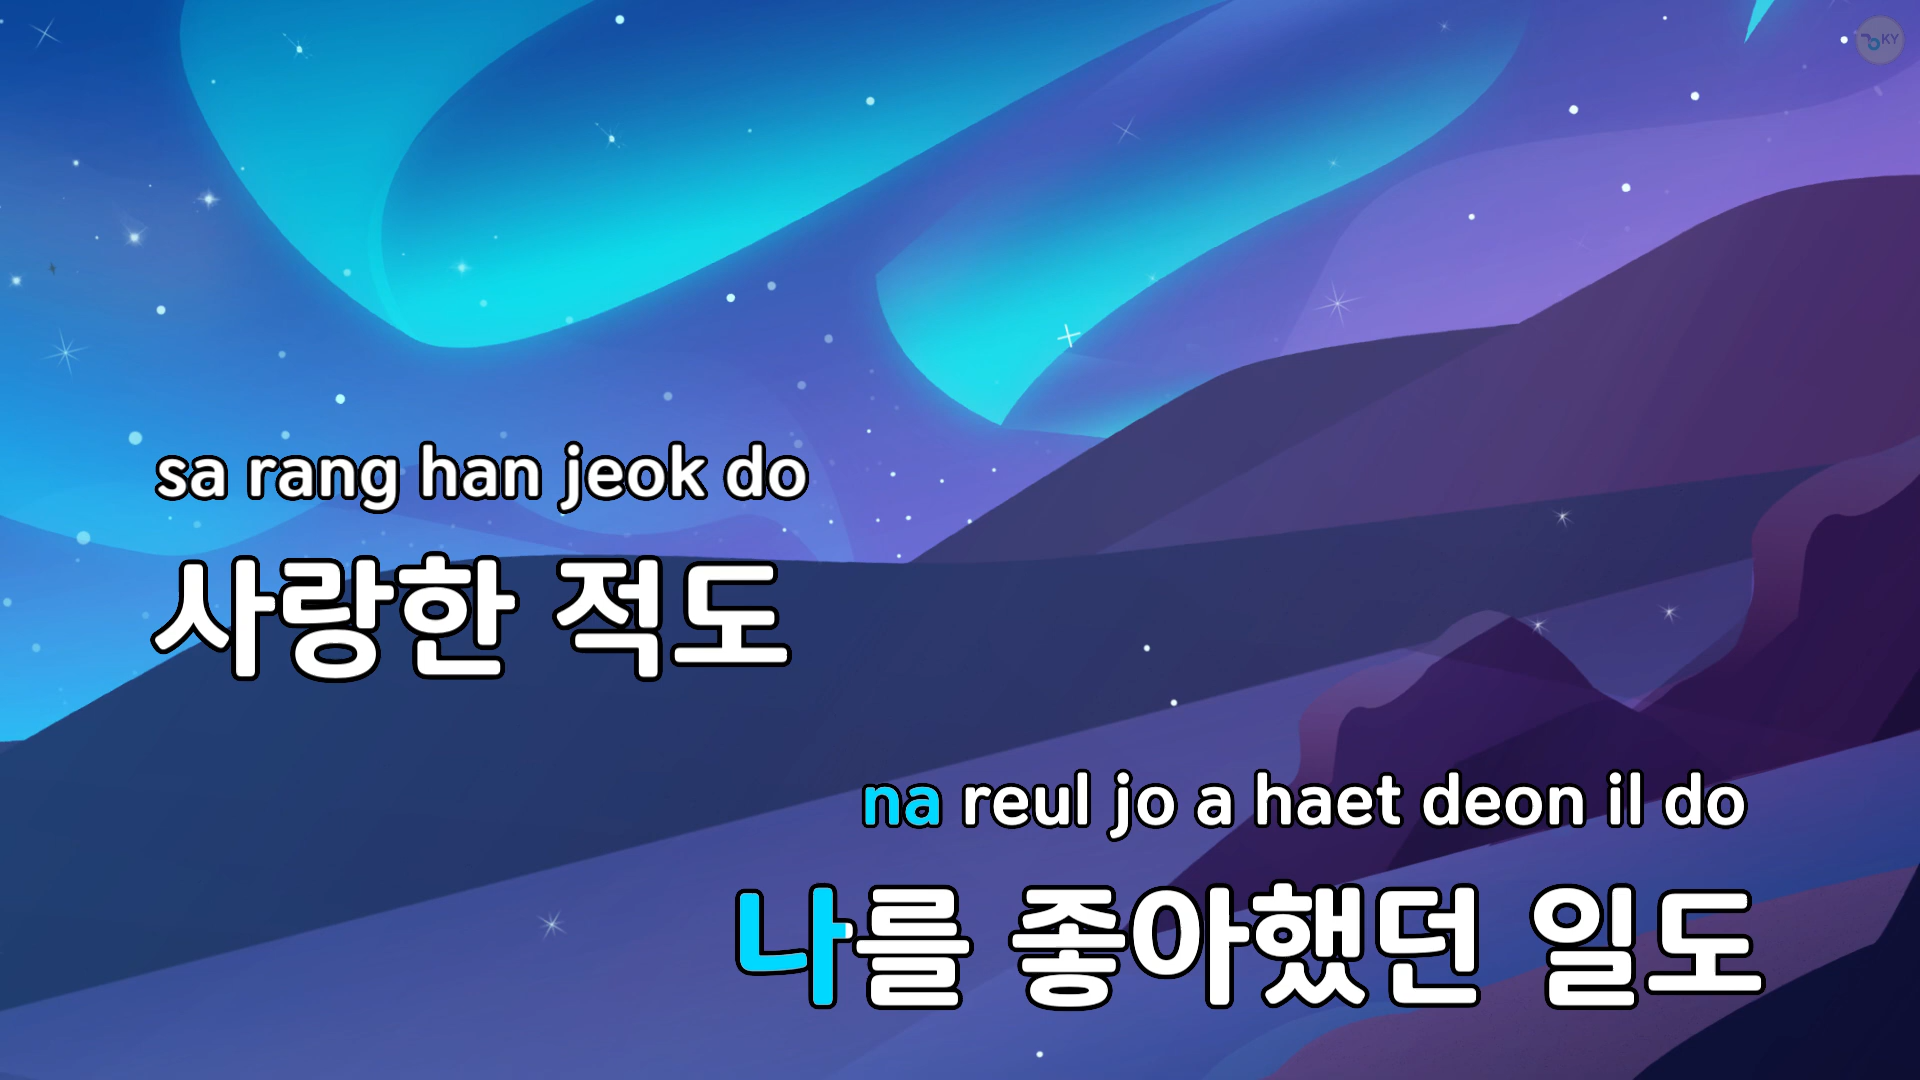 KY
sa rang han jeok do
사랑한 적도
na reul jo a haet deon il do
나를 좋아했던 일도